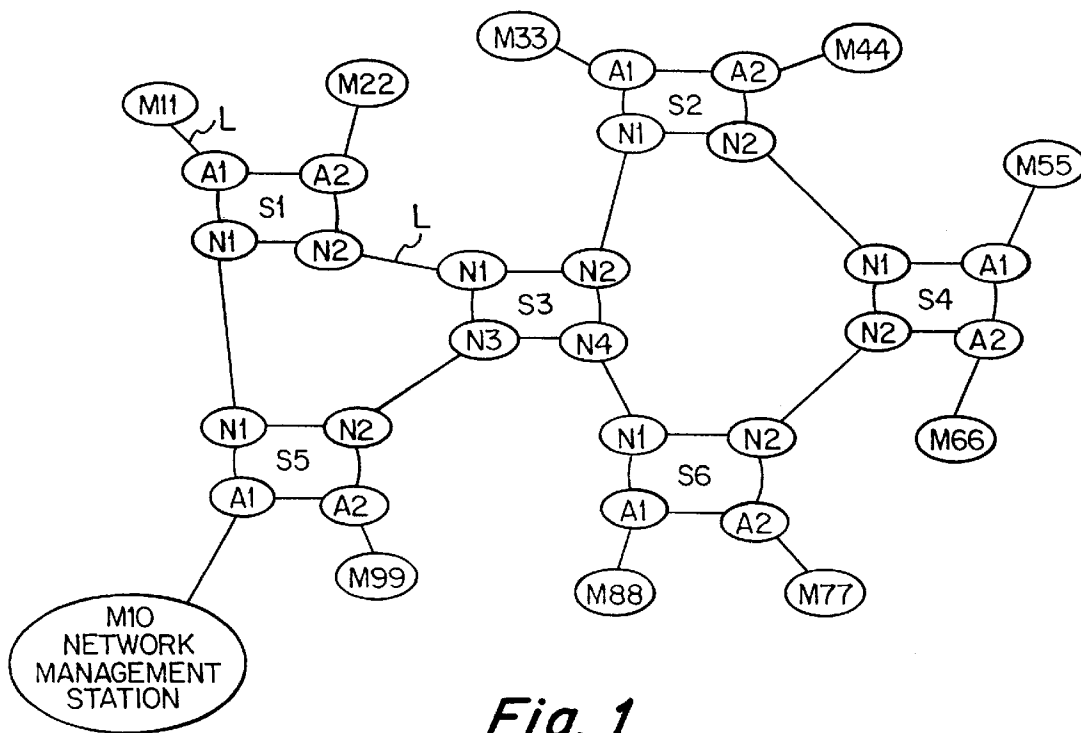 M33
M44
A1
A2
M22
S2
M11
L
N1
N2
A1
A2
M55
S1
L
N1
N2
N1
N2
N1
A1
S3
S4
N3
N4
N2
A2
N1
N2
N1
N2
M66
S5
S6
A1
A2
A1
A2
M99
M88
M77
M10
NETWORK
MANAGEMENT
STATION
Fig. 1